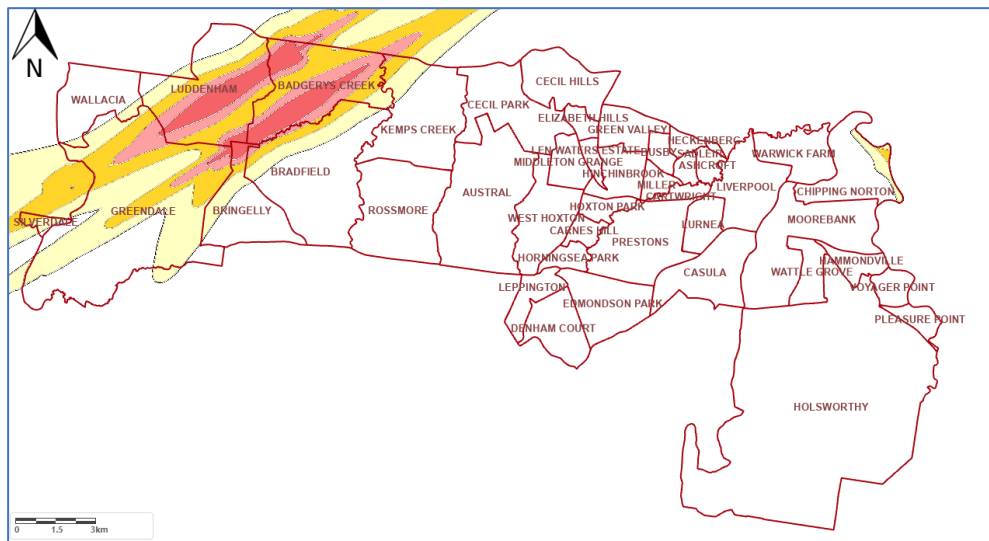 N
CECIL HILLS
LUDDENHAM
BADGERYS CREEK
WALLACIA
CECIL PARK
ELIZABETH HILLS
KEMPS CREEK
GREEN VALLEY
HECKENBERG
LEN WATERS ESTATE
BUSBY
SADLEIR
WARWICK FARM
MIDDLETON GRANGE
ASHCROFT
BRADFIELD
HINCHINBROOK
MILLER
LIVERPOOL
AUSTRAL
CARTWRIGHT
CHIPPING NORTON
GREENDALE
BRINGELLY
ROSSMORE
HOXTON PARK
SILVERDALE
WEST HOXTON
MOOREBANK
CARNES HILL
LURNEA
PRESTONS
HORNINGSEA PARK
HAMMONDVILLE
CASULA
WATTLE GROVE
LEPPINGTON
VOYAGER POINT
EDMONDSON PARK
PLEASURE POINT
DENHAM COURT
HOLSWORTHY
0 1.5 3km